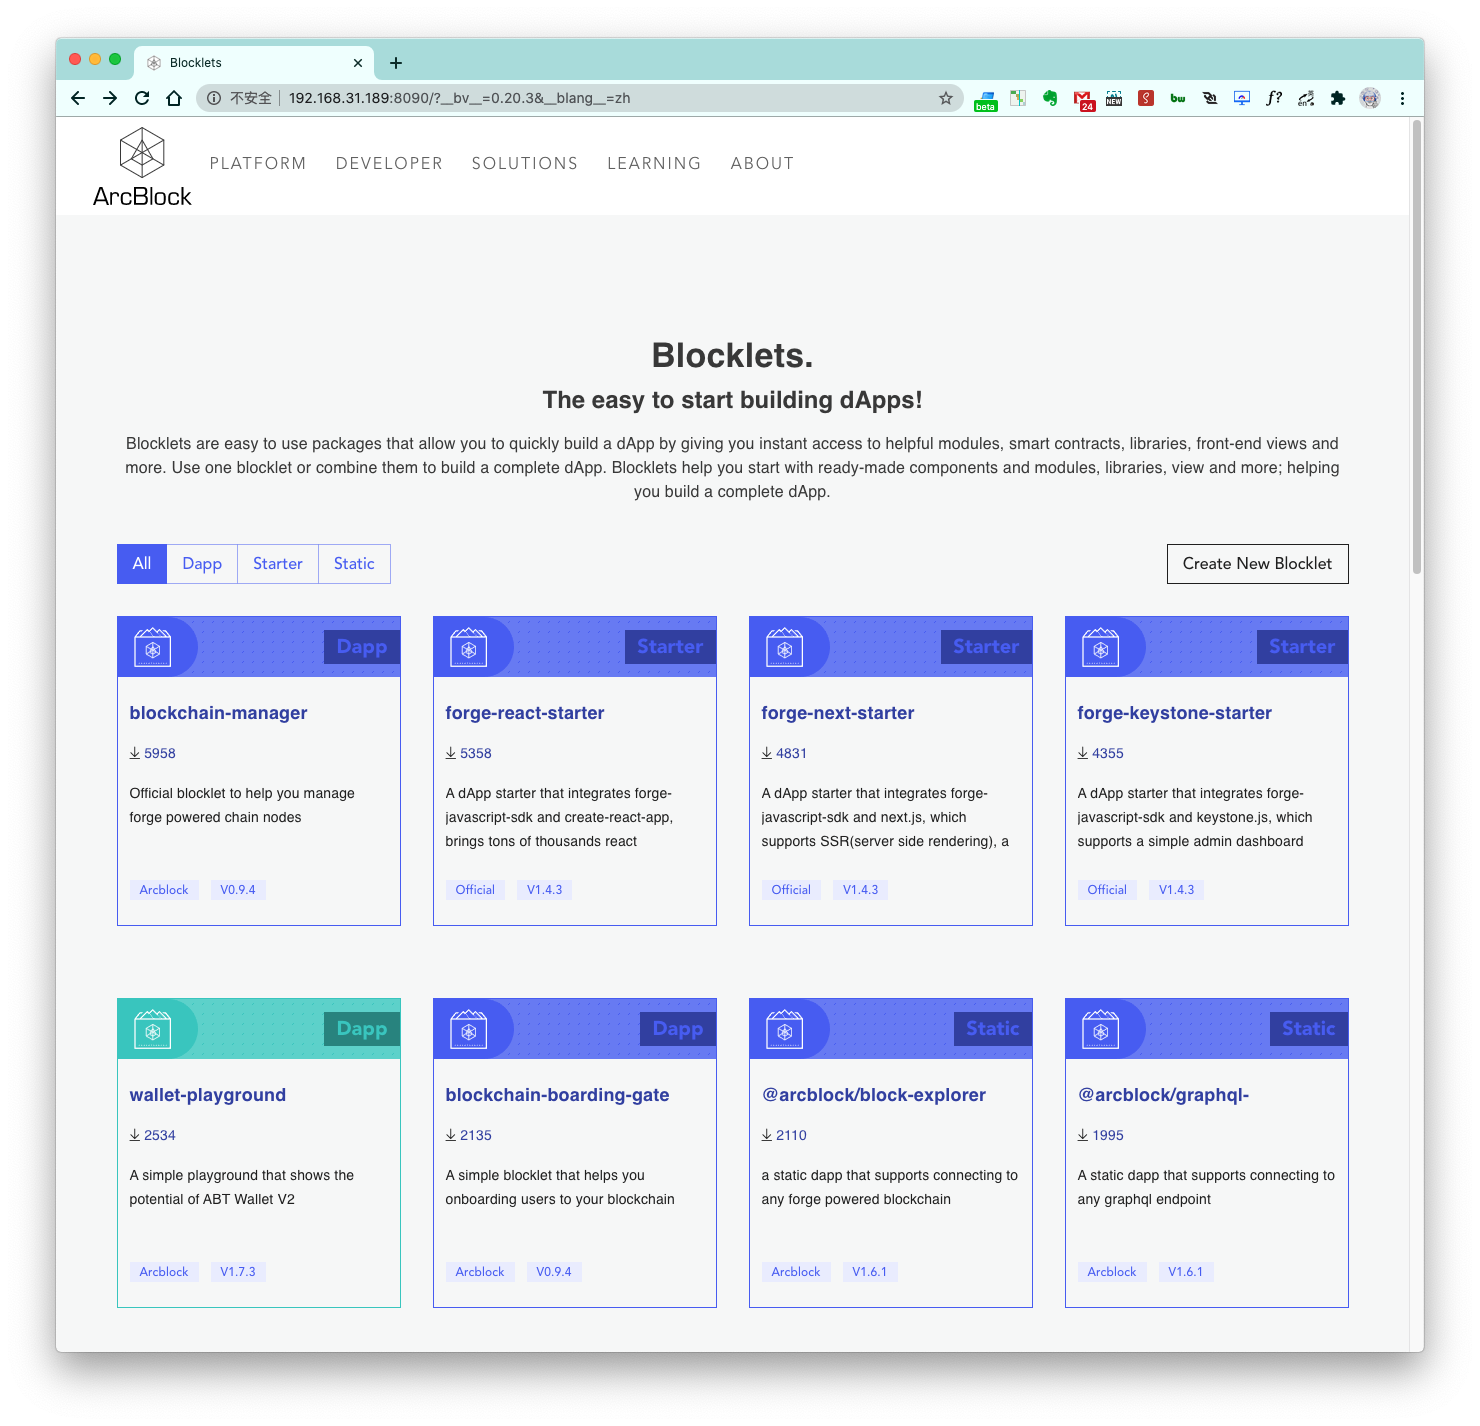 Blocklets
不安全 192.168.31.189:8090/?__bv__=0.20.3&__blang__=zh
beta
24
NEW
bw
f?
en
ArcBlock
PLATFORM DEVELOPER SOLUTIONS LEARNING ABOUT
Blocklets.
The easy to start building dApps!
Blocklets are easy to use packages that allow you to quickly build a dApp by giving you instant access to helpful modules, smart contracts, libraries, front-end views and
more. Use one blocklet or combine them to build a complete dApp. Blocklets help you start with ready-made components and modules, libraries, view and more; helping
you build a complete dApp.
All Dapp Starter Static
Create New Blocklet
Dapp
blockchain-manager
5958
Official blocklet to help you manage
forge powered chain nodes
Arcblock V0.9.4
Starter
forge-react-starter
5358
A dApp starter that integrates forge-
javascript-sdk and create-react-app,
brings tons of thousands react
Official V1.4.3
Starter
forge-next-starter
4831
A dApp starter that integrates forge-
javascript-sdk and next.js, which
supports SSR(server side rendering), a
Official V1.4.3
Starter
forge-keystone-starter
4355
A dApp starter that integrates forge-
javascript-sdk and keystone.js, which
supports a simple admin dashboard
Official V1.4.3
Dapp
wallet-playground
2534
A simple playground that shows the
potential of ABT Wallet V2
Arcblock V1.7.3
Dapp
blockchain-boarding-gate
2135
A simple blocklet that helps you
onboarding users to your blockchain
Arcblock V0.9.4
Static
@arcblock/block-explorer
2110
a static dapp that supports connecting to
any forge powered blockchain
Arcblock V1.6.1
Static
@arcblock/graphql-
1995
A static dapp that supports connecting to
any graphql endpoint
Arcblock V1.6.1